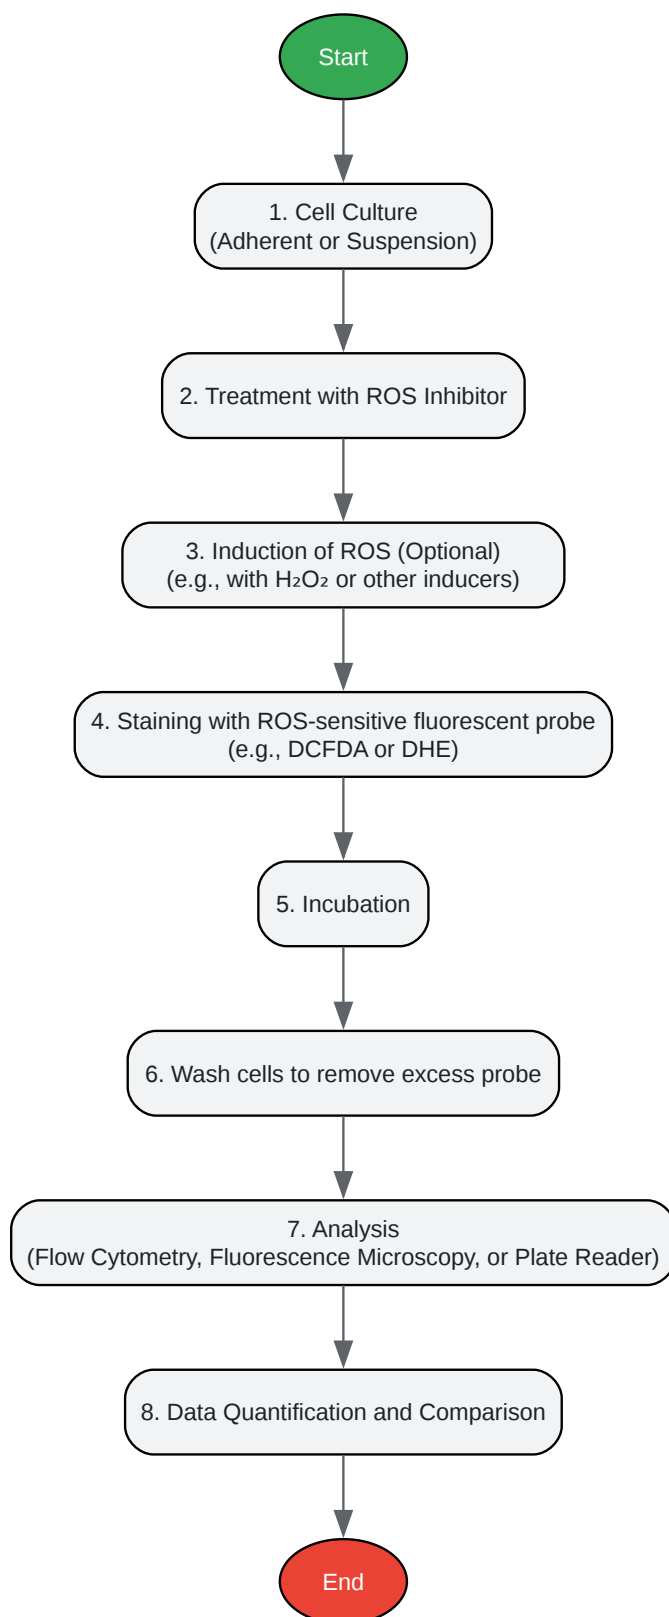 Start
1. Cell Culture
(Adherent or Suspension)
2. Treatment with ROS Inhibitor
3. Induction of ROS (Optional)
(e.g., with H₂O₂ or other inducers)
4. Staining with ROS-sensitive fluorescent probe
(e.g., DCFDA or DHE)
5. Incubation
6. Wash cells to remove excess probe
7. Analysis
(Flow Cytometry, Fluorescence Microscopy, or Plate Reader)
8. Data Quantification and Comparison
End